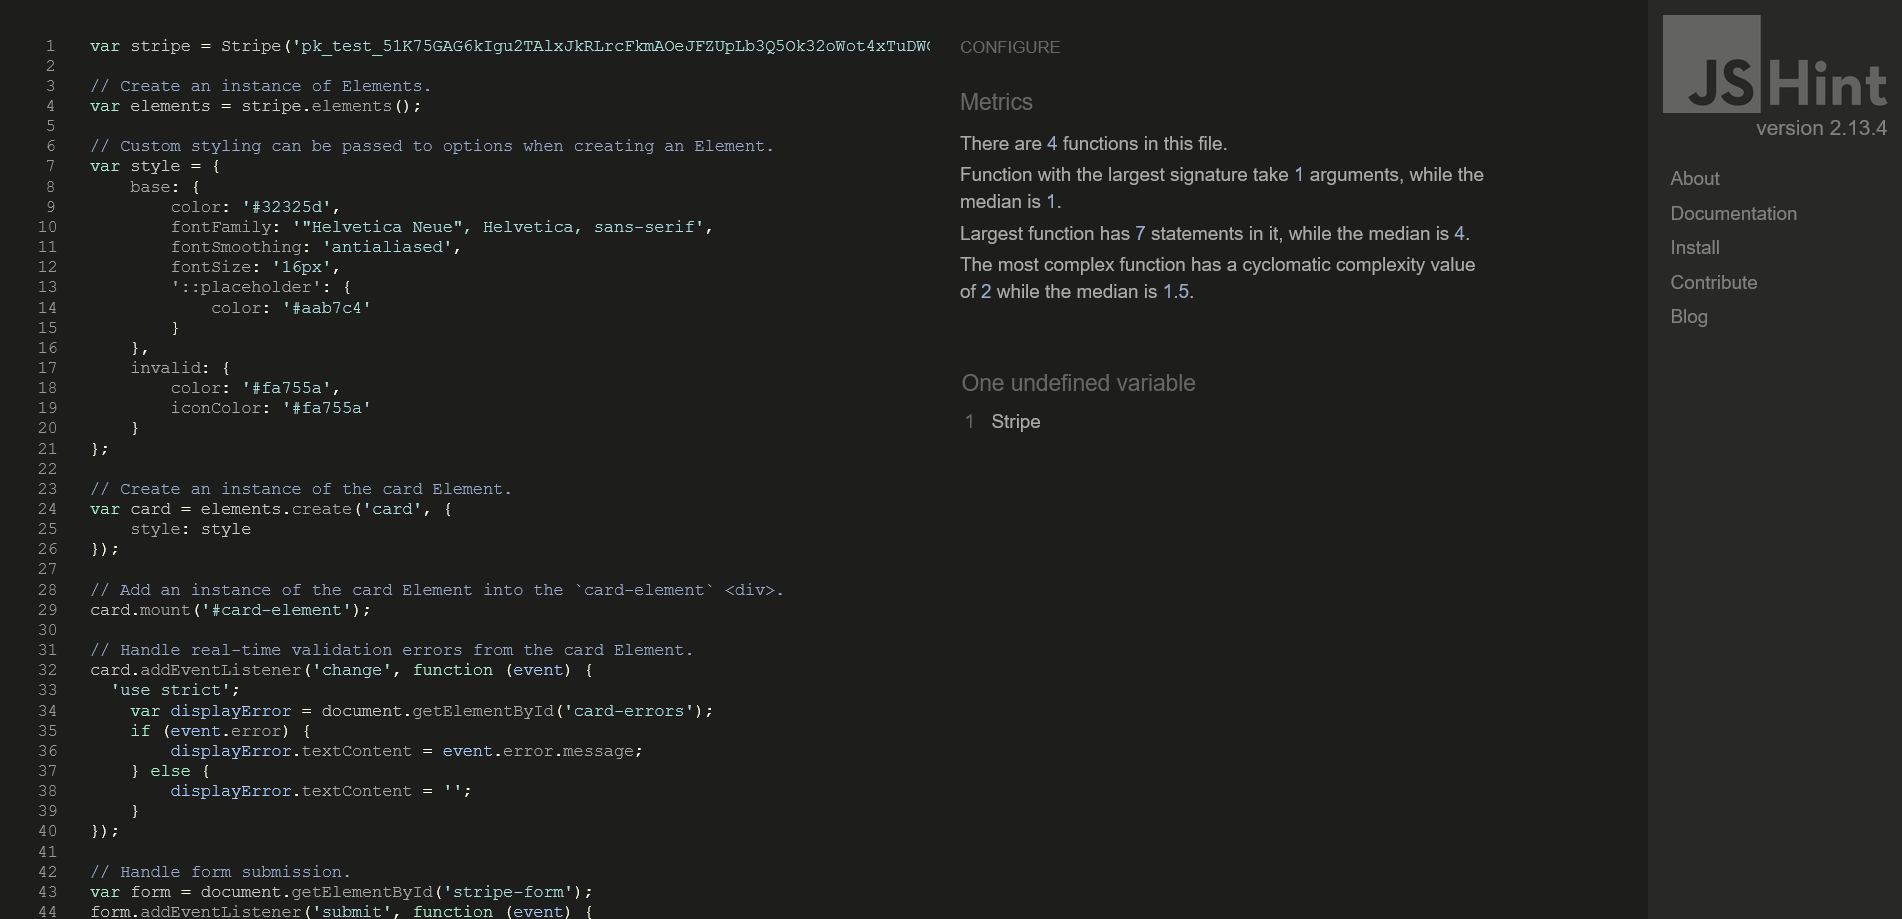 1 var stripe = Stripe('pk_test_51K75GAG6kIgu2TAlxJkRLrcFkmAOeJFZUpLb3Q5Ok32oWot4xTuDWC
2
3 // Create an instance of Elements.
4 var elements = stripe.elements();
5
6 // Custom styling can be passed to options when creating an Element.
7 var style = {
8 base: {
9 color: '#32325d',
10 fontFamily: '"Helvetica Neue", Helvetica, sans-serif',
11 fontSmoothing: 'antialiased',
12 fontSize: '16px',
13 '::placeholder': {
14 color: '#aab7c4'
15 }
16 },
17 invalid: {
18 color: '#fa755a',
19 iconColor: '#fa755a'
20 }
21 };
22
23 // Create an instance of the card Element.
24 var card = elements.create('card', {
25 style: style
26 });
27
28 // Add an instance of the card Element into the `card-element` <div>.
29 card.mount('#card-element');
30
31 // Handle real-time validation errors from the card Element.
32 card.addEventListener('change', function (event) {
33 'use strict';
34 var displayError = document.getElementById('card-errors');
35 if (event.error) {
36 displayError.textContent = event.error.message;
37 } else {
38 displayError.textContent = '';
39 }
40 });
41
42 // Handle form submission.
43 var form = document.getElementById('stripe-form');
44 form.addEventListener('submit', function (event) {
CONFIGURE
Metrics
There are 4 functions in this file.
Function with the largest signature take 1 arguments, while the
median is 1.
Largest function has 7 statements in it, while the median is 4.
The most complex function has a cyclomatic complexity value
of 2 while the median is 1.5.
One undefined variable
1 Stripe
JSHint
version 2.13.4
About
Documentation
Install
Contribute
Blog